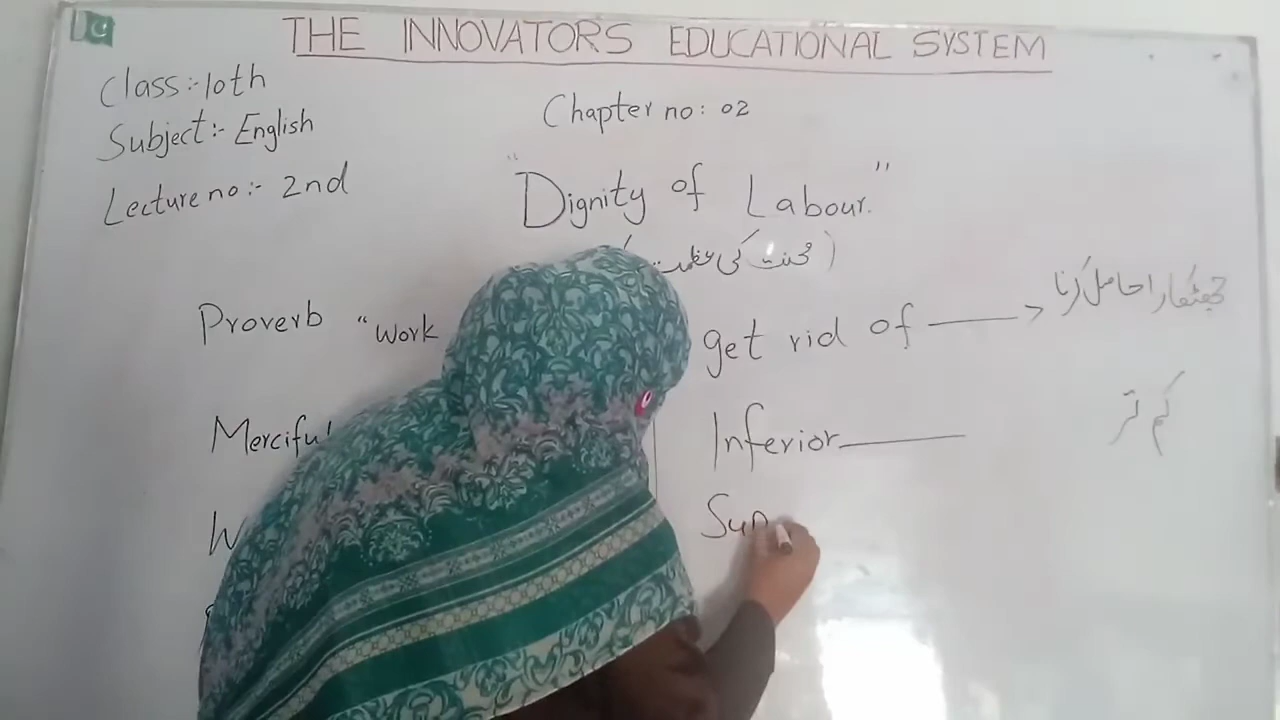 THE INNOVATORS EDUCATIONAL SYSTEM
Class:- 10th
Subject:- English
Lecture no:- 2nd
Chapter no: 02
"Dignity of Labour."
محنت کی عظمت)
Proverb "Work
Merciful
W
get rid of → چھٹکارا حاصل کرنا
Inferior — کم تر
Sup